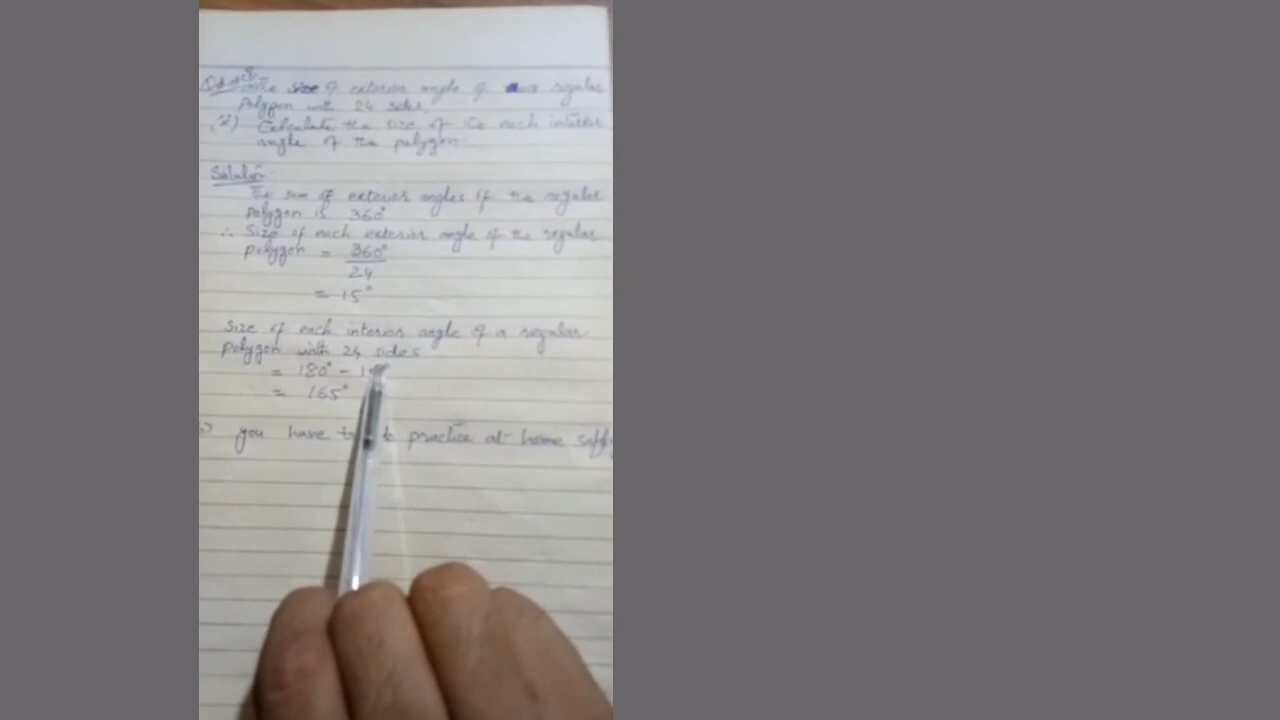 the size of exterior angle of a regular
polygon with 24 sides.
2) Calculate the size of the each interior
angle of the polygon.
Solution:
The sum of exterior angles of the regular
polygon is 360°
∴ Size of each exterior angle of the regular
polygon = 360°
24
= 15°
Size of each interior angle of a regular
polygon with 24 sides
= 180° -
= 165°
you have to practice at home